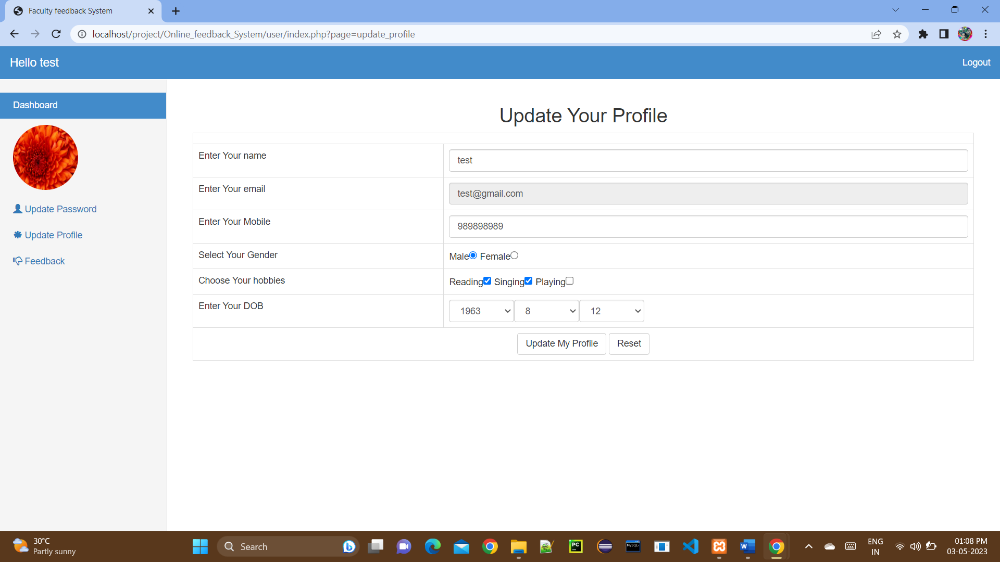 Faculty feedback System
localhost/project/Online_feedback_System/user/index.php?page=update_profile
Hello test
Logout
Dashboard
Update Password
Update Profile
Feedback
Update Your Profile
Enter Your name
test
Enter Your email
test@gmail.com
Enter Your Mobile
989898989
Select Your Gender
Male Female
Choose Your hobbies
Reading Singing Playing
Enter Your DOB
1963 8 12
Update My Profile Reset
30°C
Partly sunny
Search
PC
MySQL
W
ENG
IN
01:08 PM
03-05-2023